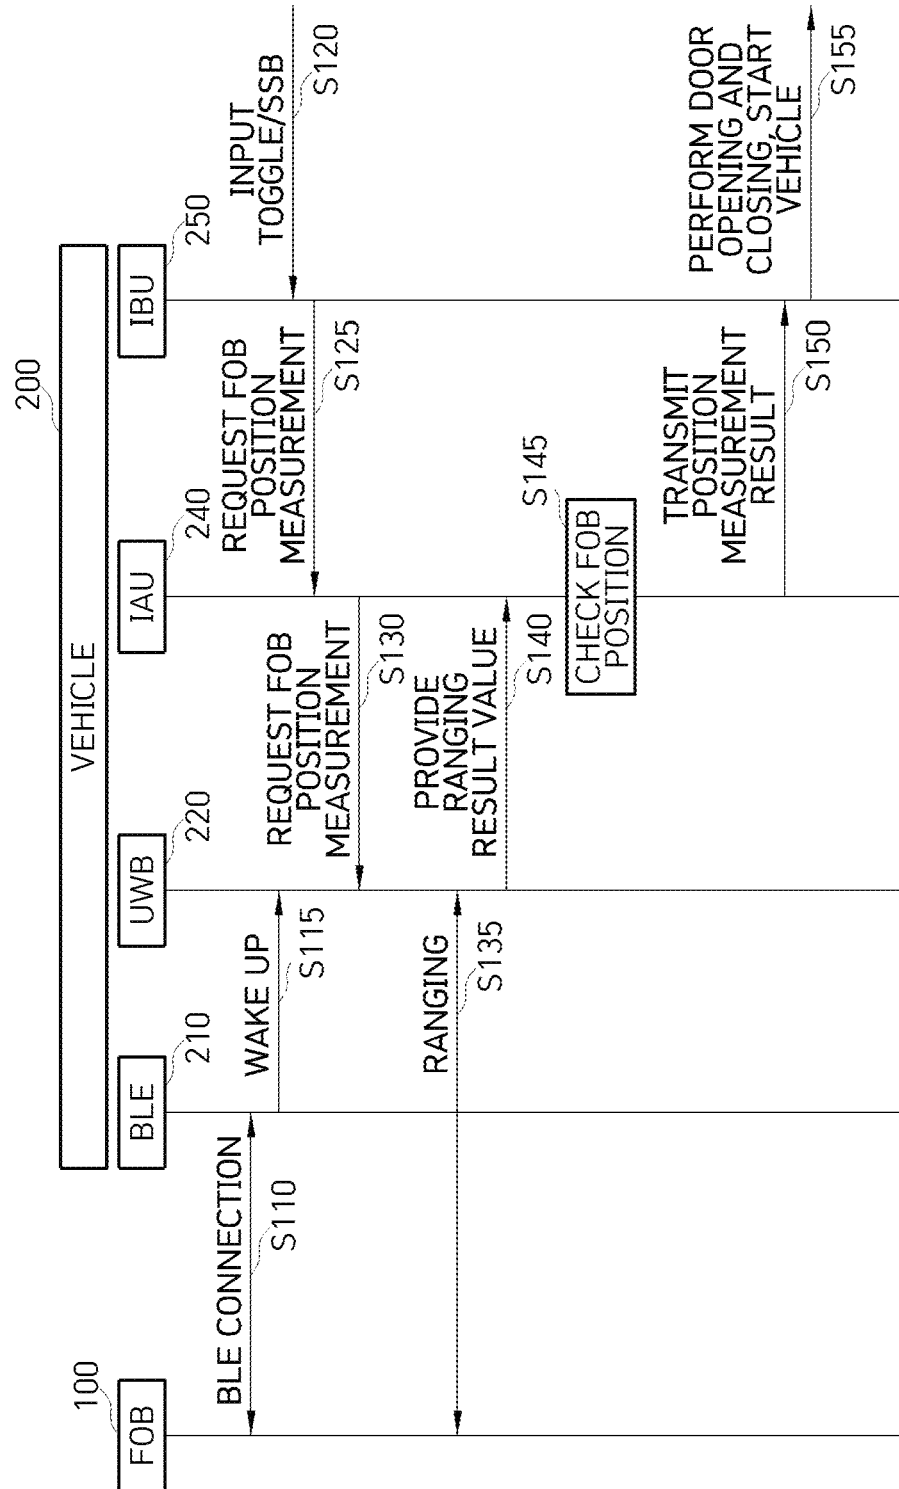 200
VEHICLE
100
FOB
210
BLE
220
UWB
240
IAU
250
IBU
BLE CONNECTION
S110
WAKE UP
S115
INPUT
TOGGLE/SSB
S120
REQUEST FOB
POSITION
MEASUREMENT
S125
REQUEST FOB
POSITION
MEASUREMENT
S130
RANGING
S135
PROVIDE
RANGING
RESULT VALUE
S140
CHECK FOB
POSITION
S145
TRANSMIT
POSITION
MEASUREMENT
RESULT
S150
PERFORM DOOR
OPENING AND
CLOSING, START
VEHICLE
S155